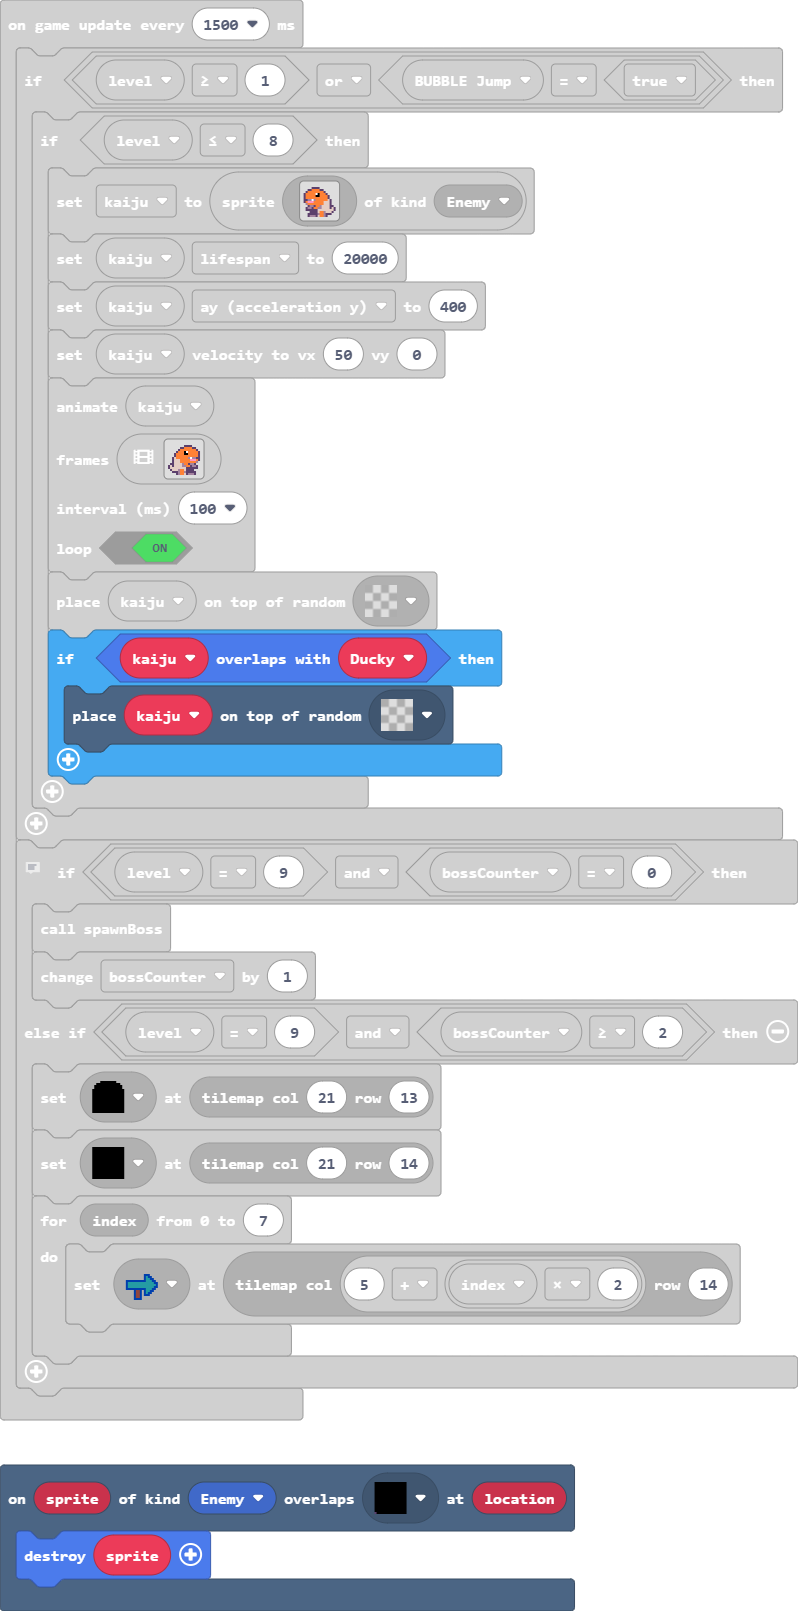 on game update every 1500 ms
if level ≥ 1 or BUBBLE Jump = true then
if level ≤ 8 then
set kaiju to sprite of kind Enemy
set kaiju lifespan to 20000
set kaiju ay (acceleration y) to 400
set kaiju velocity to vx 50 vy 0
animate kaiju
frames
interval (ms) 100
loop ON
place kaiju on top of random
if kaiju overlaps with Ducky then
place kaiju on top of random
if level = 9 and bossCounter = 0 then
call spawnBoss
change bossCounter by 1
else if level = 9 and bossCounter ≥ 2 then
set at tilemap col 21 row 13
set at tilemap col 21 row 14
for index from 0 to 7
do
set at tilemap col 5 + index × 2 row 14
on sprite of kind Enemy overlaps at location
destroy sprite